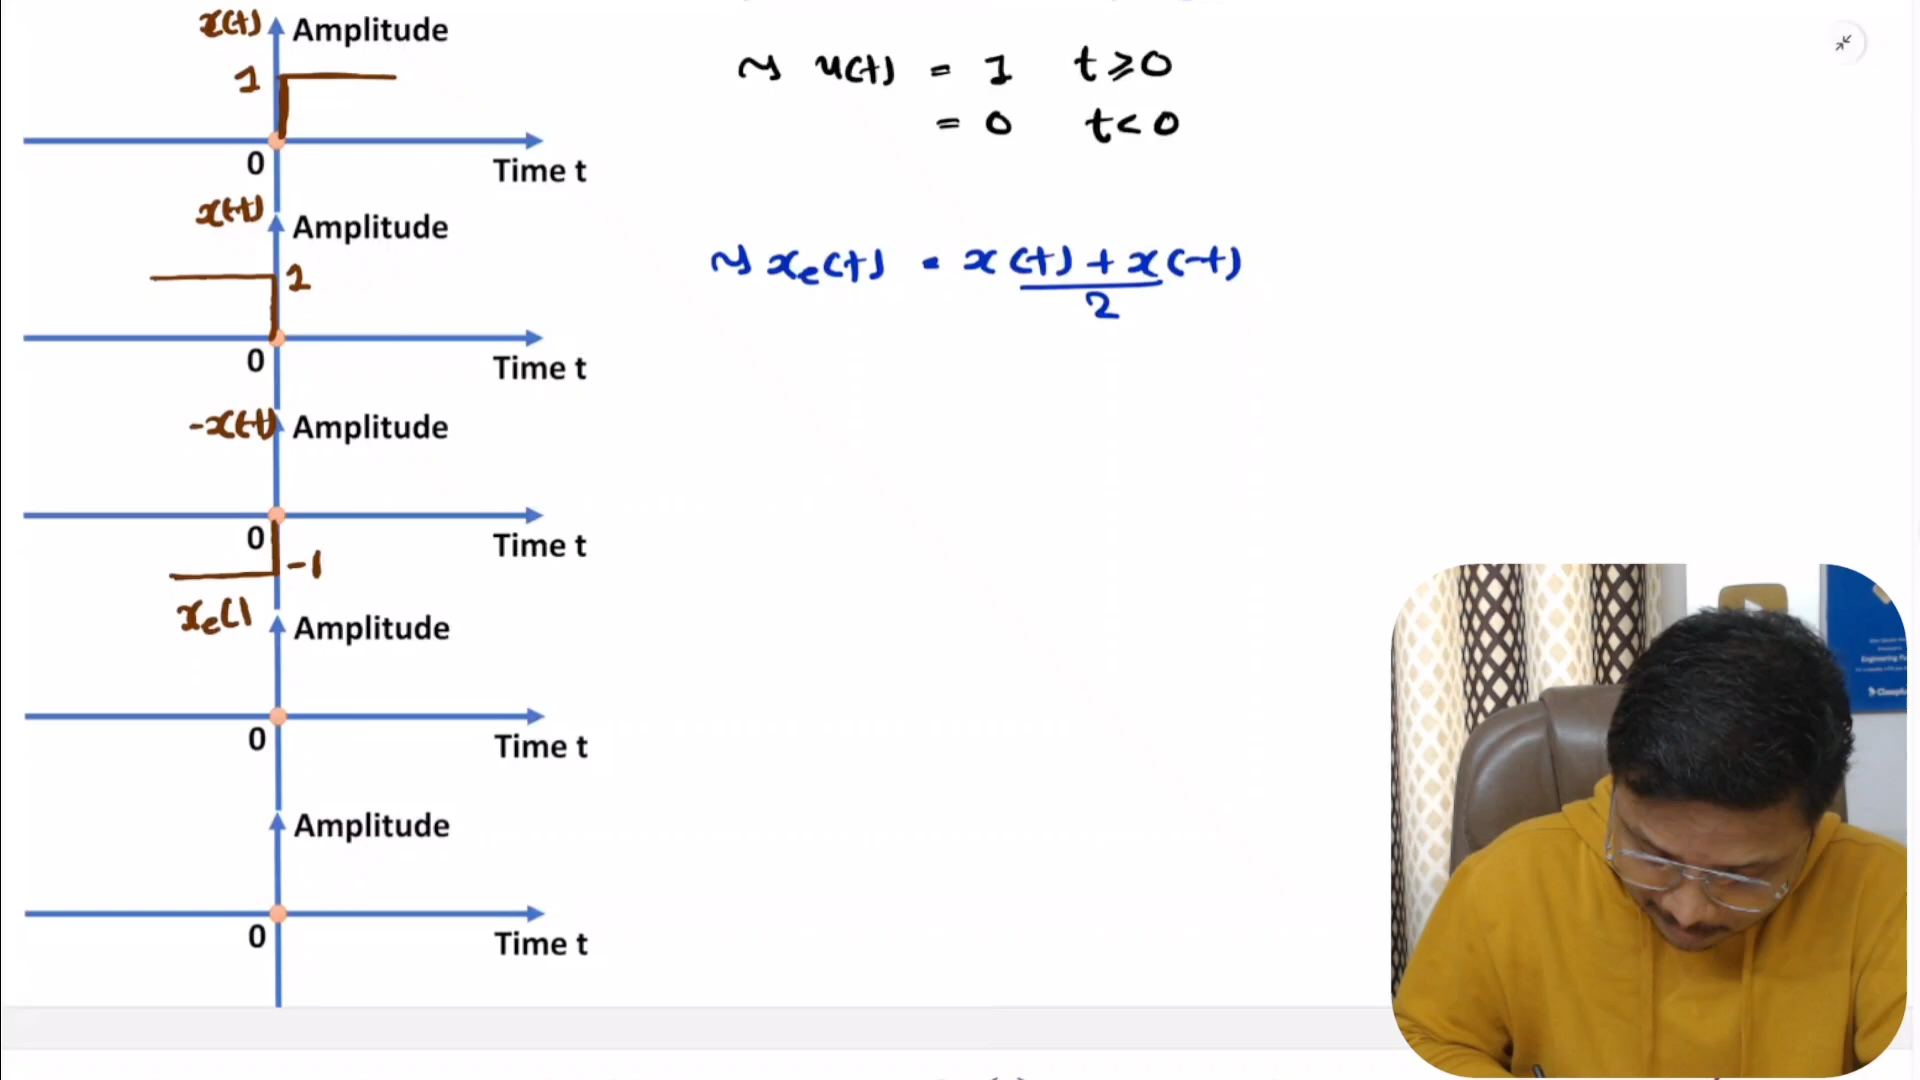 x(t) Amplitude
1
0
Time t
x(-t) Amplitude
1
0
Time t
-x(-t) Amplitude
0
Time t
-1
xe( ) Amplitude
0
Time t
Amplitude
0
Time t
~ u(t) = 1 t ≥ 0
= 0 t < 0
~ xe(t) = x(t) + x(-t)
2